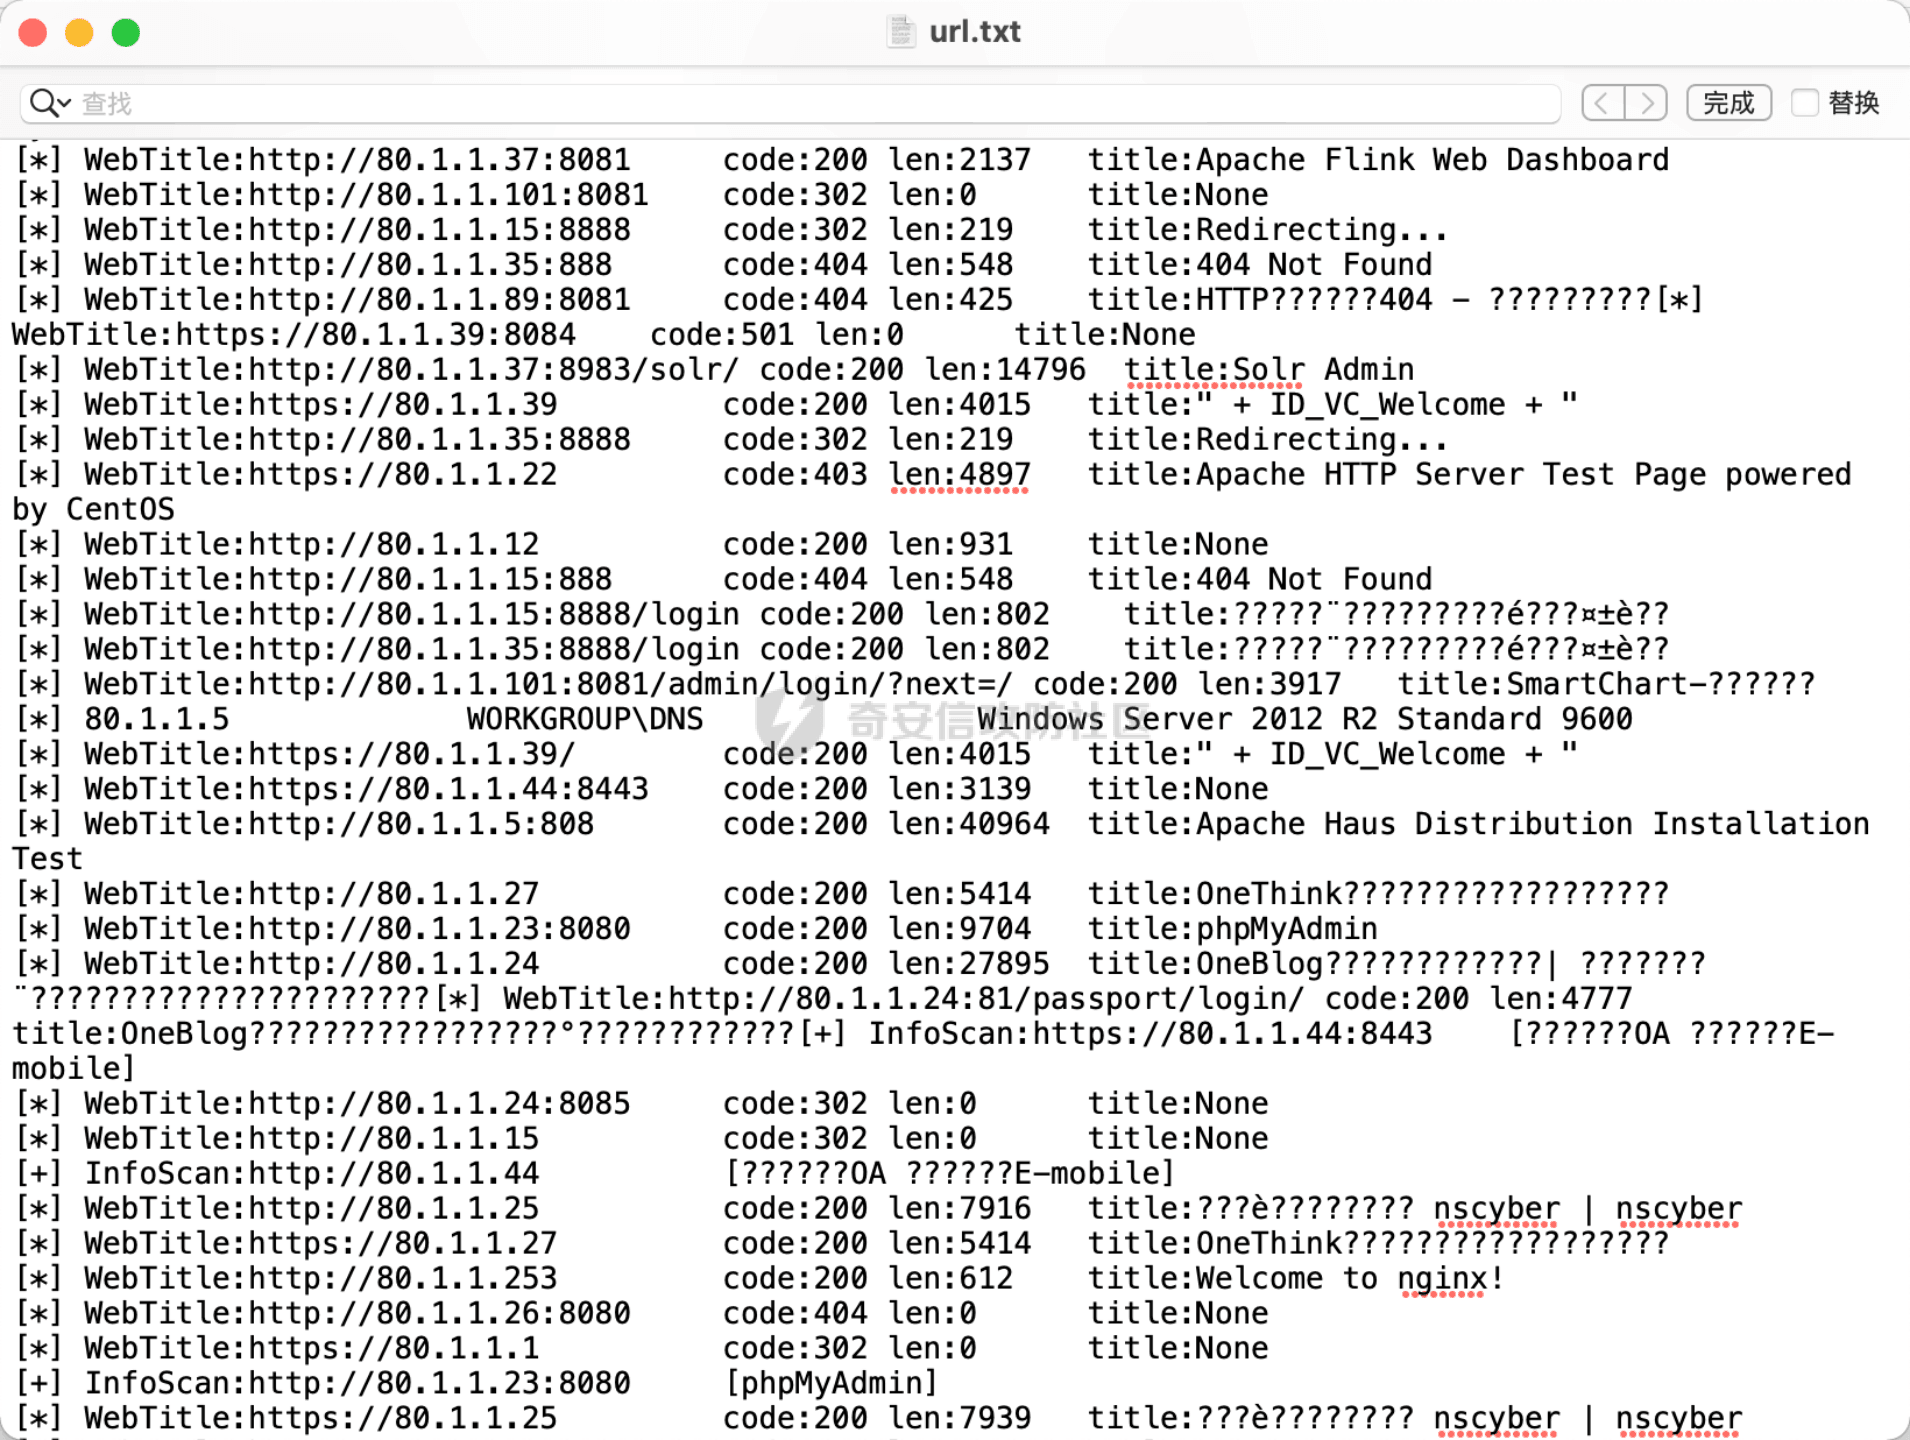 url.txt
查找
完成
替换
[*] WebTitle:http://80.1.1.37:8081 code:200 len:2137 title:Apache Flink Web Dashboard
[*] WebTitle:http://80.1.1.101:8081 code:302 len:0 title:None
[*] WebTitle:http://80.1.1.15:8888 code:302 len:219 title:Redirecting...
[*] WebTitle:http://80.1.1.35:888 code:404 len:548 title:404 Not Found
[*] WebTitle:http://80.1.1.89:8081 code:404 len:425 title:HTTP??????404 – ?????????[*]
WebTitle:https://80.1.1.39:8084 code:501 len:0 title:None
[*] WebTitle:http://80.1.1.37:8983/solr/ code:200 len:14796 title:Solr Admin
[*] WebTitle:https://80.1.1.39 code:200 len:4015 title:" + ID_VC_Welcome + "
[*] WebTitle:http://80.1.1.35:8888 code:302 len:219 title:Redirecting...
[*] WebTitle:https://80.1.1.22 code:403 len:4897 title:Apache HTTP Server Test Page powered
by CentOS
[*] WebTitle:http://80.1.1.12 code:200 len:931 title:None
[*] WebTitle:http://80.1.1.15:888 code:404 len:548 title:404 Not Found
[*] WebTitle:http://80.1.1.15:8888/login code:200 len:802 title:?????¨?????????é???¤±è??
[*] WebTitle:http://80.1.1.35:8888/login code:200 len:802 title:?????¨?????????é???¤±è??
[*] WebTitle:http://80.1.1.101:8081/admin/login/?next=/ code:200 len:3917 title:SmartChart-??????
[*] 80.1.1.5 WORKGROUP\DNS Windows Server 2012 R2 Standard 9600
奇安信攻防社区
[*] WebTitle:https://80.1.1.39/ code:200 len:4015 title:" + ID_VC_Welcome + "
[*] WebTitle:https://80.1.1.44:8443 code:200 len:3139 title:None
[*] WebTitle:http://80.1.1.5:808 code:200 len:40964 title:Apache Haus Distribution Installation
Test
[*] WebTitle:http://80.1.1.27 code:200 len:5414 title:OneThink??????????????????
[*] WebTitle:http://80.1.1.23:8080 code:200 len:9704 title:phpMyAdmin
[*] WebTitle:http://80.1.1.24 code:200 len:27895 title:OneBlog????????????| ???????
¨??????????????????????[*] WebTitle:http://80.1.1.24:81/passport/login/ code:200 len:4777
title:OneBlog?????????????????°????????????[+] InfoScan:https://80.1.1.44:8443 [??????OA ??????E-
mobile]
[*] WebTitle:http://80.1.1.24:8085 code:302 len:0 title:None
[*] WebTitle:http://80.1.1.15 code:302 len:0 title:None
[+] InfoScan:http://80.1.1.44 [??????OA ??????E-mobile]
[*] WebTitle:http://80.1.1.25 code:200 len:7916 title:???è???????? nscyber | nscyber
[*] WebTitle:https://80.1.1.27 code:200 len:5414 title:OneThink??????????????????
[*] WebTitle:http://80.1.1.253 code:200 len:612 title:Welcome to nginx!
[*] WebTitle:http://80.1.1.26:8080 code:404 len:0 title:None
[*] WebTitle:https://80.1.1.1 code:302 len:0 title:None
[+] InfoScan:http://80.1.1.23:8080 [phpMyAdmin]
[*] WebTitle:https://80.1.1.25 code:200 len:7939 title:???è???????? nscyber | nscyber